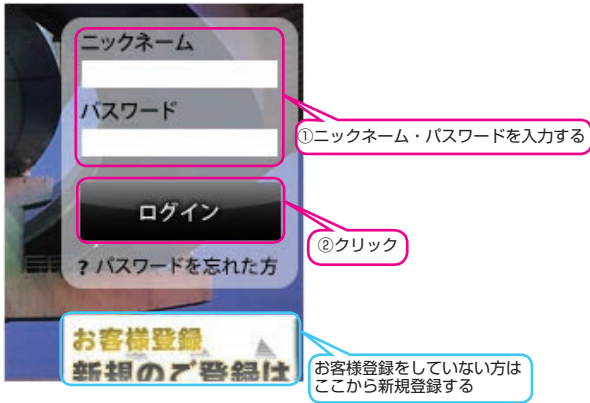 ニックネーム
パスワード
①ニックネーム・パスワードを入力する
ログイン
②クリック
? パスワードを忘れた方
お客様登録
新規のご登録は
お客様登録をしていない方は
ここから新規登録する